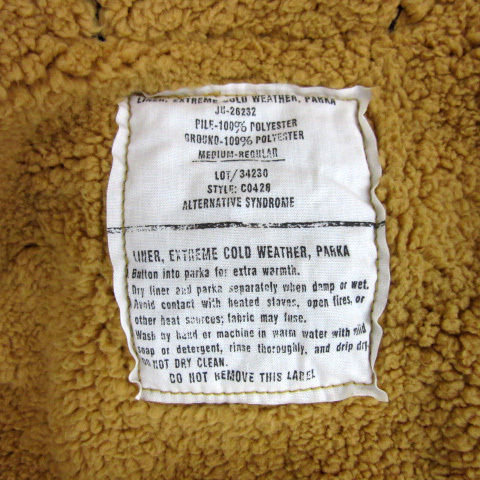 LINER, EXTREME COLD WEATHER, PARKA
JU-26232
PILE-100% POLYESTER
GROUND-100% POLYESTER
MEDIUM-REGULAR
LOT/34230
STYLE: C0426
ALTERNATIVE SYNDROME
LINER, EXTREME COLD WEATHER, PARKA
Button into parka for extra warmth.
Dry liner and parka separately when damp or wet.
Avoid contact with heated stoves, open fires, or
other heat sources; fabric may fuse.
Wash by hand or machine in warm water with mild
soap or detergent, rinse thoroughly, and drip dry.
DO NOT DRY CLEAN.
DO NOT REMOVE THIS LABEL